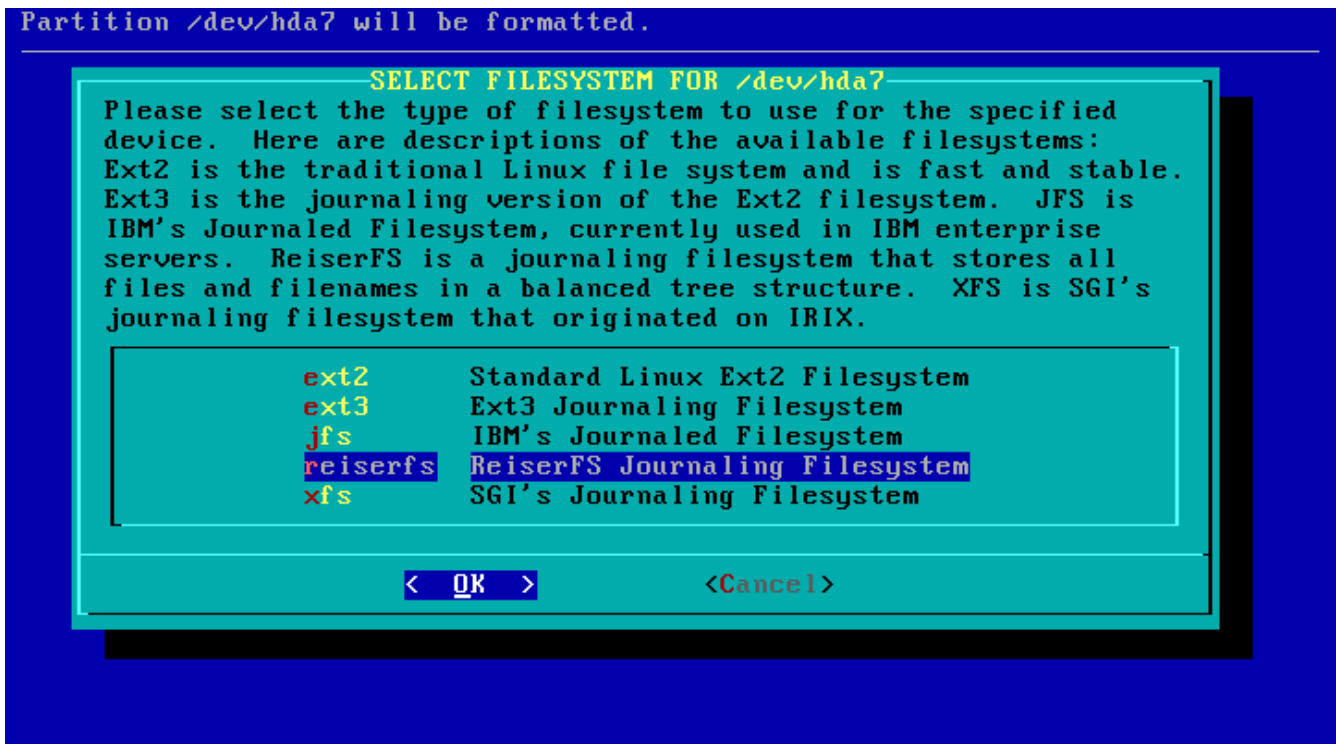 Partition /dev/hda7 will be formatted.
SELECT FILESYSTEM FOR /dev/hda7
Please select the type of filesystem to use for the specified
device.  Here are descriptions of the available filesystems:
Ext2 is the traditional Linux file system and is fast and stable.
Ext3 is the journaling version of the Ext2 filesystem.  JFS is
IBM's Journaled Filesystem, currently used in IBM enterprise
servers.  ReiserFS is a journaling filesystem that stores all
files and filenames in a balanced tree structure.  XFS is SGI's
journaling filesystem that originated on IRIX.
ext2 Standard Linux Ext2 Filesystem
ext3 Ext3 Journaling Filesystem
jfs IBM's Journaled Filesystem
reiserfs ReiserFS Journaling Filesystem
xfs SGI's Journaling Filesystem
< OK > <Cancel>